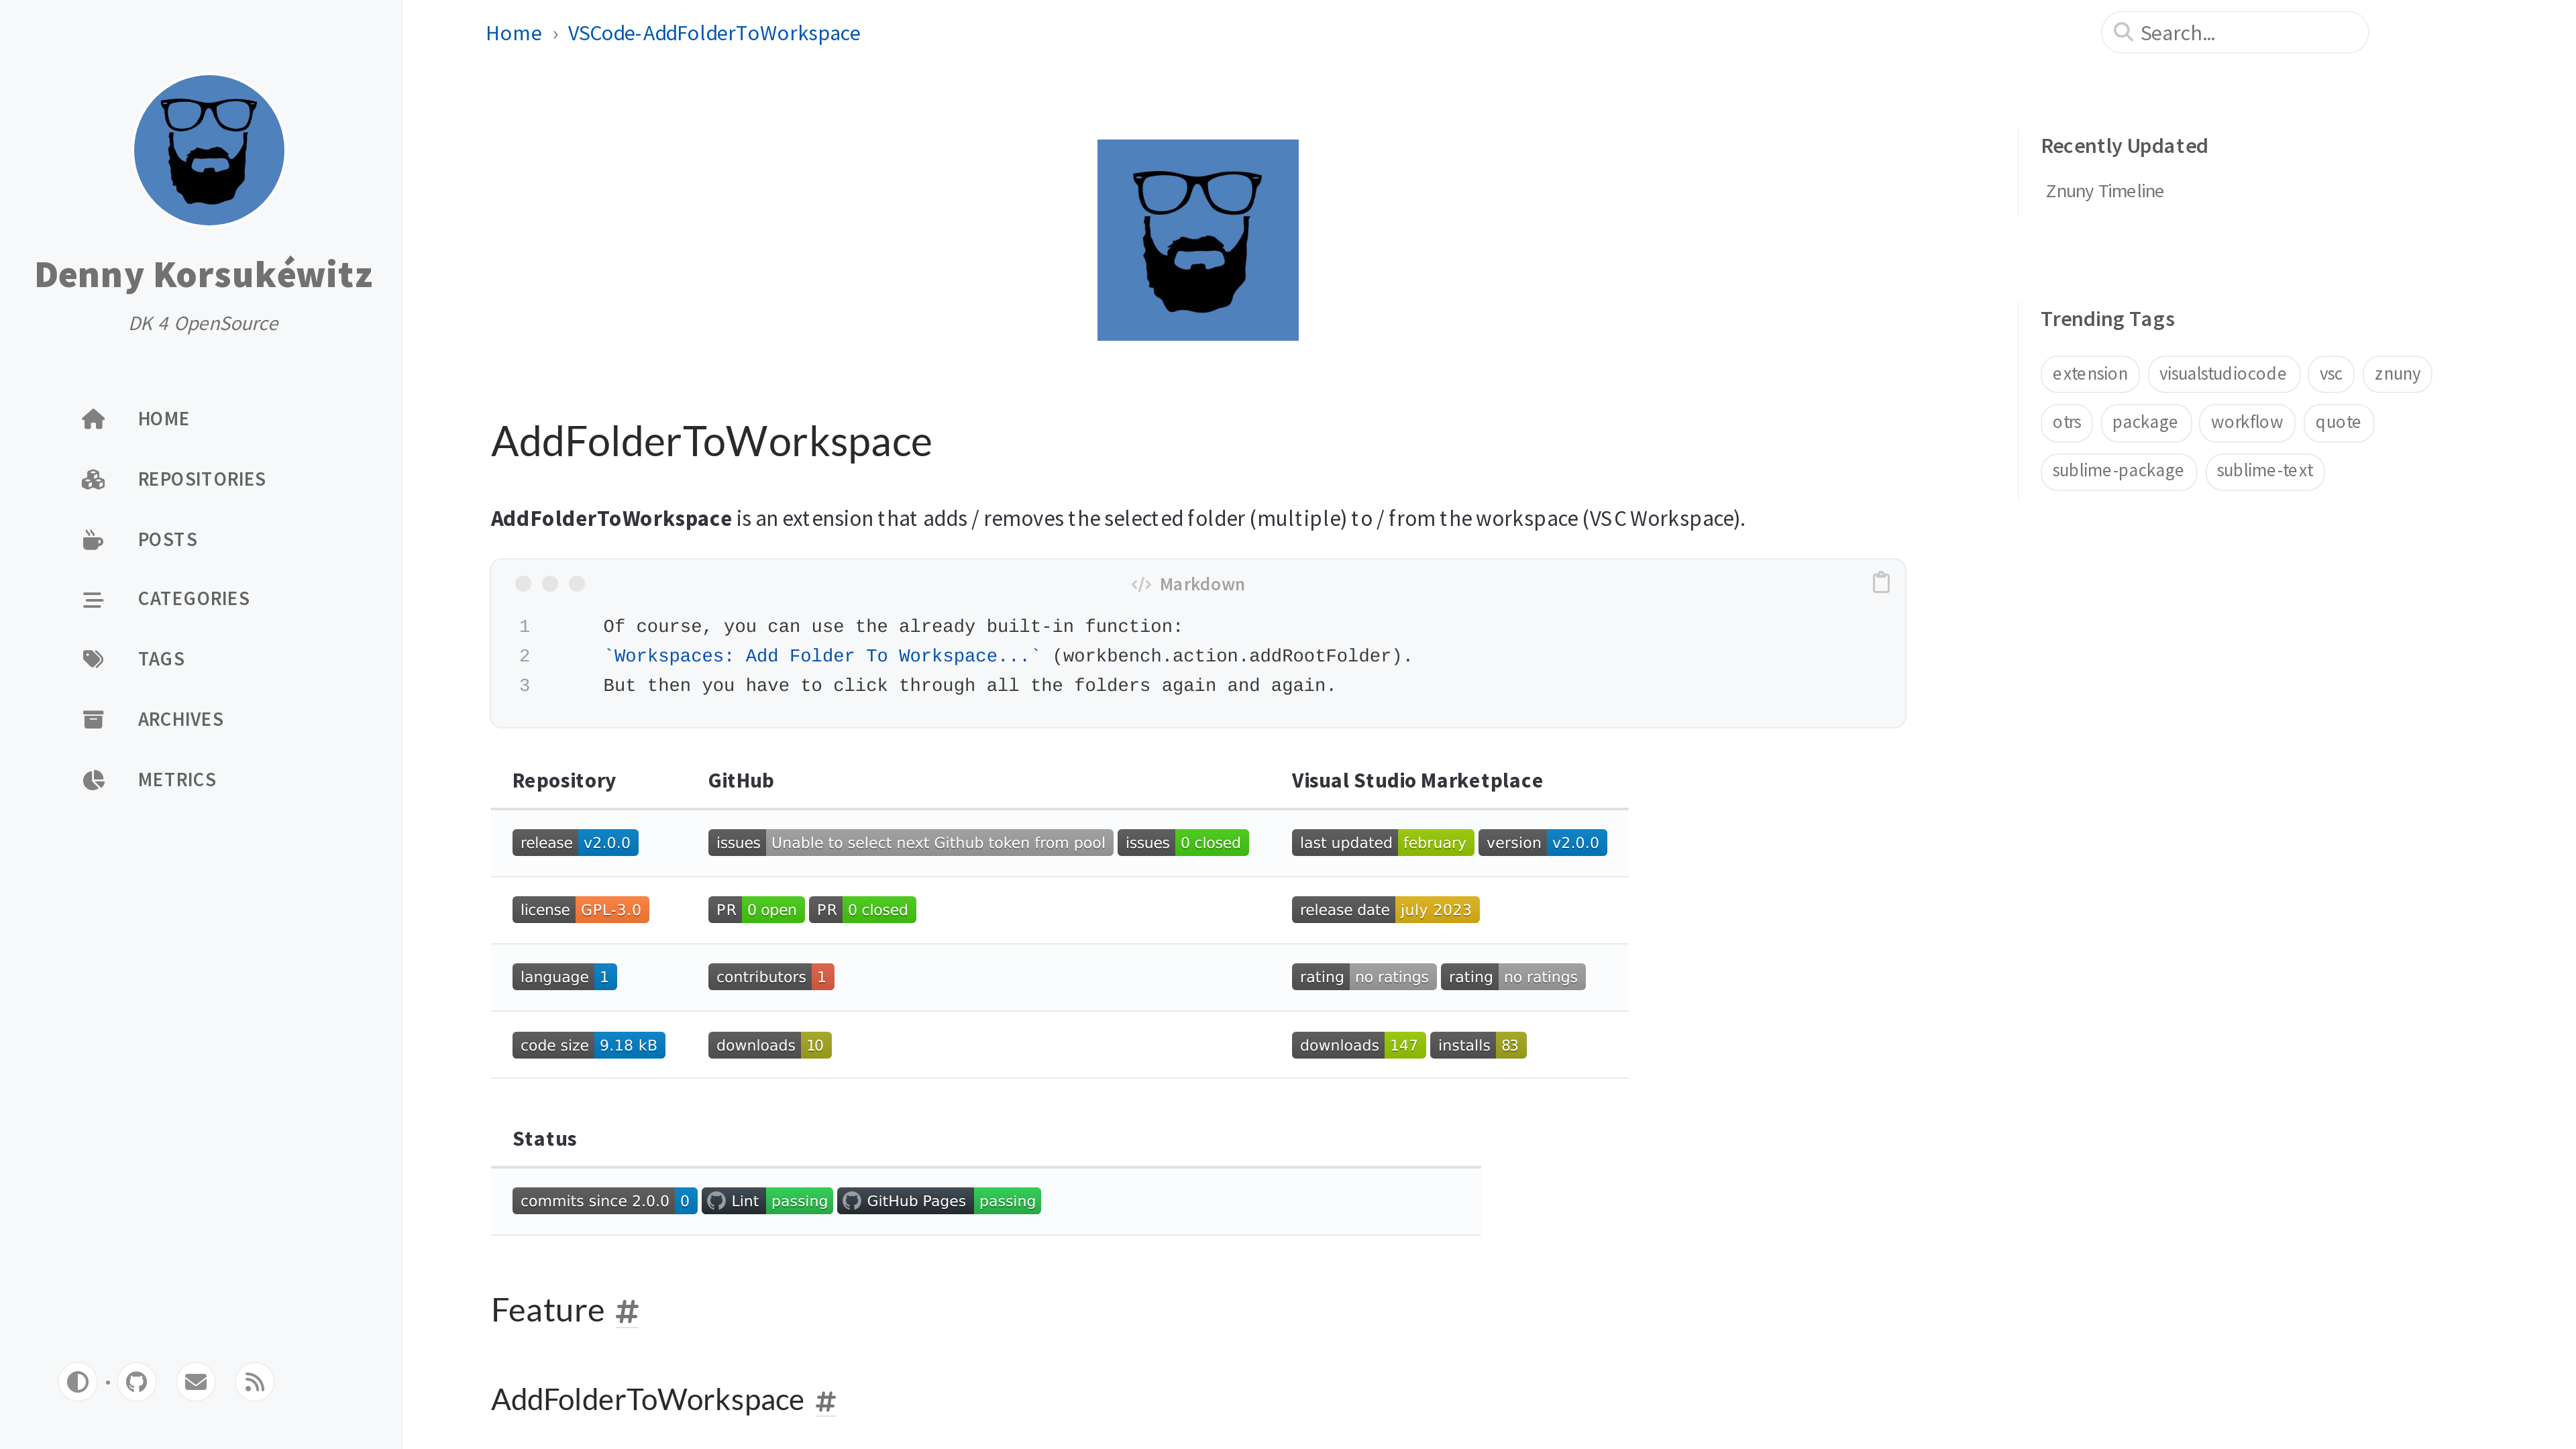 Denny Korsukéwitz
DK 4 OpenSource
HOME
REPOSITORIES
POSTS
CATEGORIES
TAGS
ARCHIVES
METRICS
Home › VSCode-AddFolderToWorkspace
Search...
AddFolderToWorkspace
AddFolderToWorkspace is an extension that adds / removes the selected folder (multiple) to / from the workspace (VSC Workspace).
Markdown
1 Of course, you can use the already built-in function:
2 `Workspaces: Add Folder To Workspace...` (workbench.action.addRootFolder).
3 But then you have to click through all the folders again and again.
Repository GitHub Visual Studio Marketplace
release v2.0.0 issues Unable to select next Github token from pool issues 0 closed last updated february version v2.0.0
license GPL-3.0 PR 0 open PR 0 closed release date july 2023
language 1 contributors 1 rating no ratings rating no ratings
code size 9.18 kB downloads 10 downloads 147 installs 83
Status
commits since 2.0.0 0 Lint passing GitHub Pages passing
Feature #
AddFolderToWorkspace #
Recently Updated
Znuny Timeline
Trending Tags
extension visualstudiocode vsc znuny
otrs package workflow quote
sublime-package sublime-text